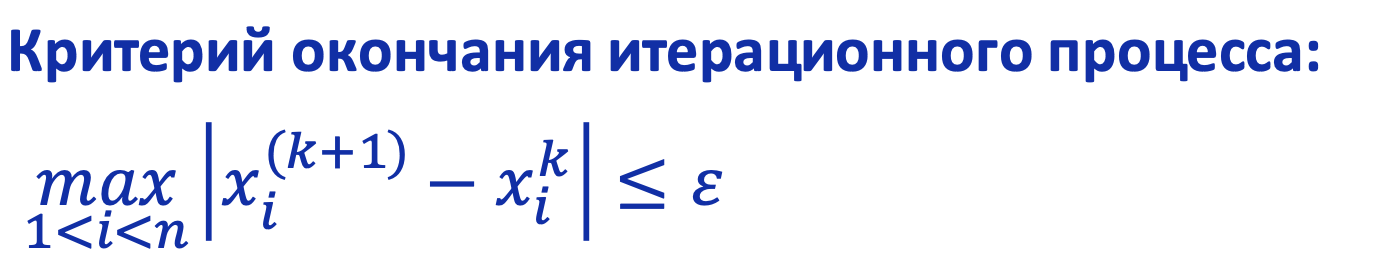 Критерий окончания итерационного процесса:
max |x_i^(k+1) − x_i^k| ≤ ε
1<i<n